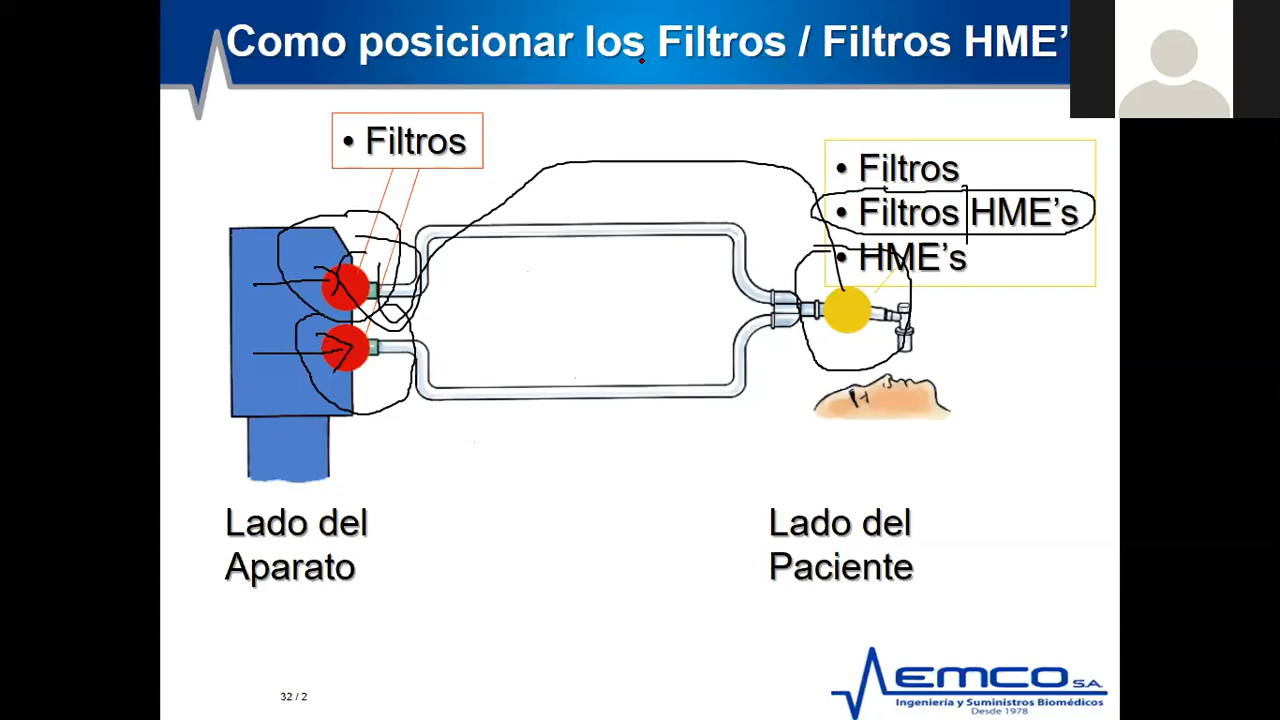 Como posicionar los Filtros / Filtros HME’
• Filtros
• Filtros
• Filtros HME’s
• HME’s
Lado del
Aparato
Lado del
Paciente
32 / 2
EMCO S.A.
Ingeniería y Suministros Biomédicos
Desde 1978